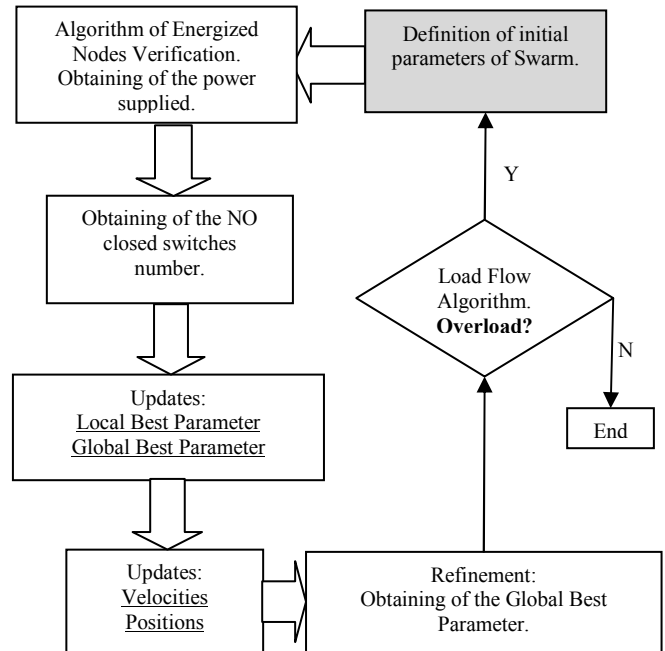 Definition of initial
parameters of Swarm.
Algorithm of Energized
Nodes Verification.
Obtaining of the power
supplied.
Obtaining of the NO
closed switches
number.
Updates:
Local Best Parameter
Global Best Parameter
Updates:
Velocities
Positions
Refinement:
Obtaining of the Global Best
Parameter.
Load Flow
Algorithm.
Overload?
Y
N
End